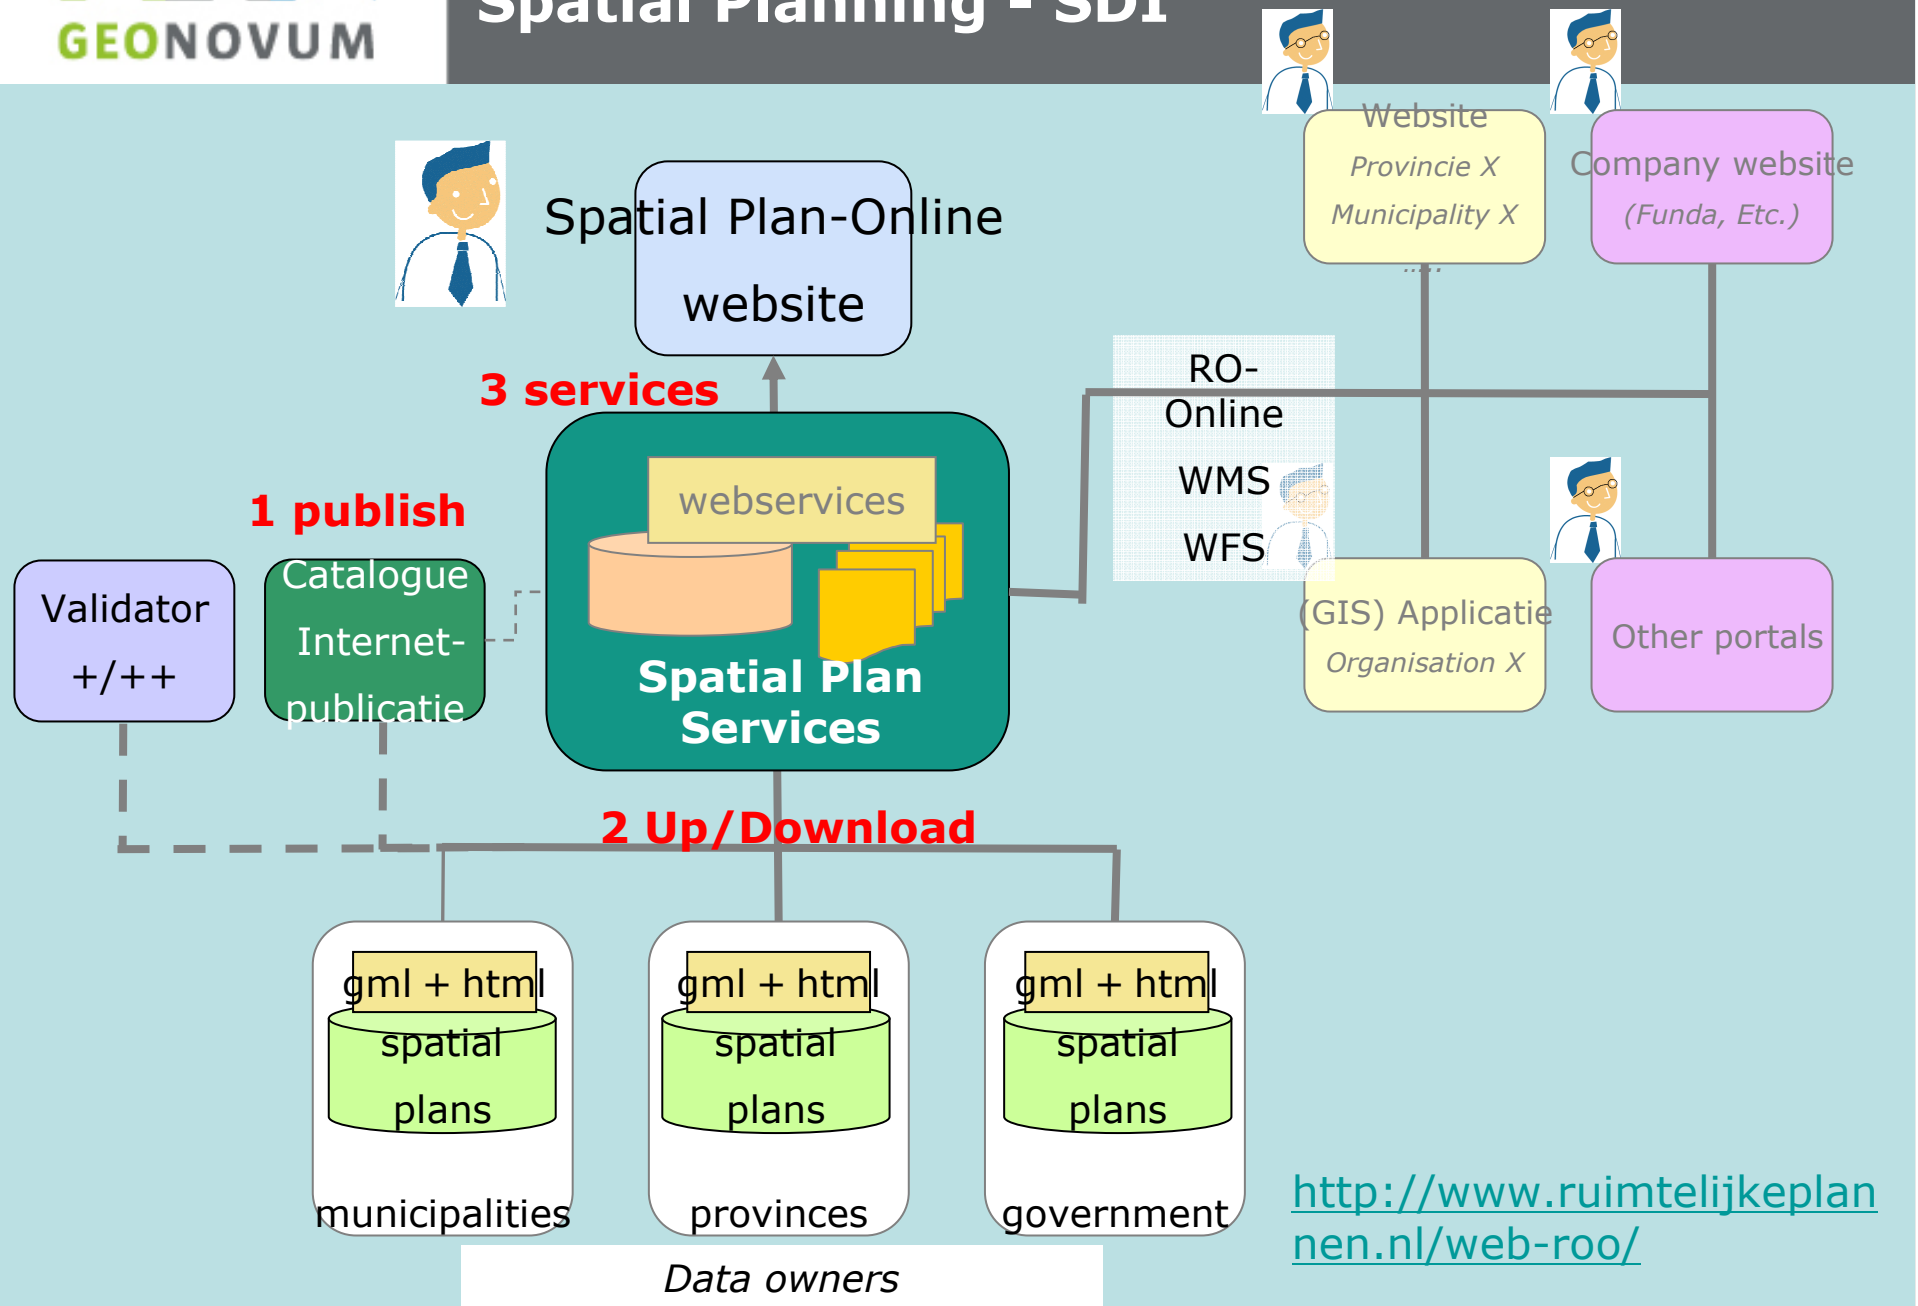 Spatial Planning - SDI
GEONOVUM
Website
Provincie X
Municipality X
.....
Company website
(Funda, Etc.)
Spatial Plan-Online
website
3 services
RO-
Online
WMS
WFS
webservices
1 publish
Catalogue
Internet-
publicatie
Validator
+/++
Spatial Plan
Services
(GIS) Applicatie
Organisation X
Other portals
2 Up/Download
gml + html
spatial
plans
municipalities
gml + html
spatial
plans
provinces
gml + html
spatial
plans
government
http://www.ruimtelijkeplan
nen.nl/web-roo/
Data owners